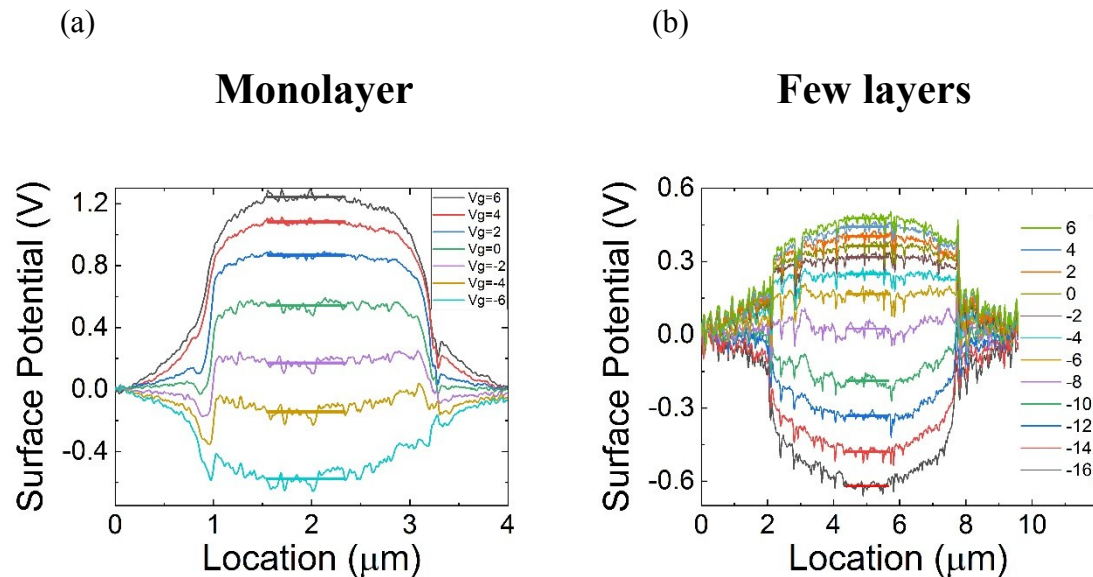 (a)
Monolayer
Surface Potential (V)
1.2
0.8
0.4
0.0
-0.4
0
1
2
3
4
Location (μm)
Vg=6
Vg=4
Vg=2
Vg=0
Vg=-2
Vg=-4
Vg=-6
(b)
Few layers
Surface Potential (V)
0.6
0.3
0.0
-0.3
-0.6
0
2
4
6
8
10
Location (μm)
6
4
2
0
-2
-4
-6
-8
-10
-12
-14
-16